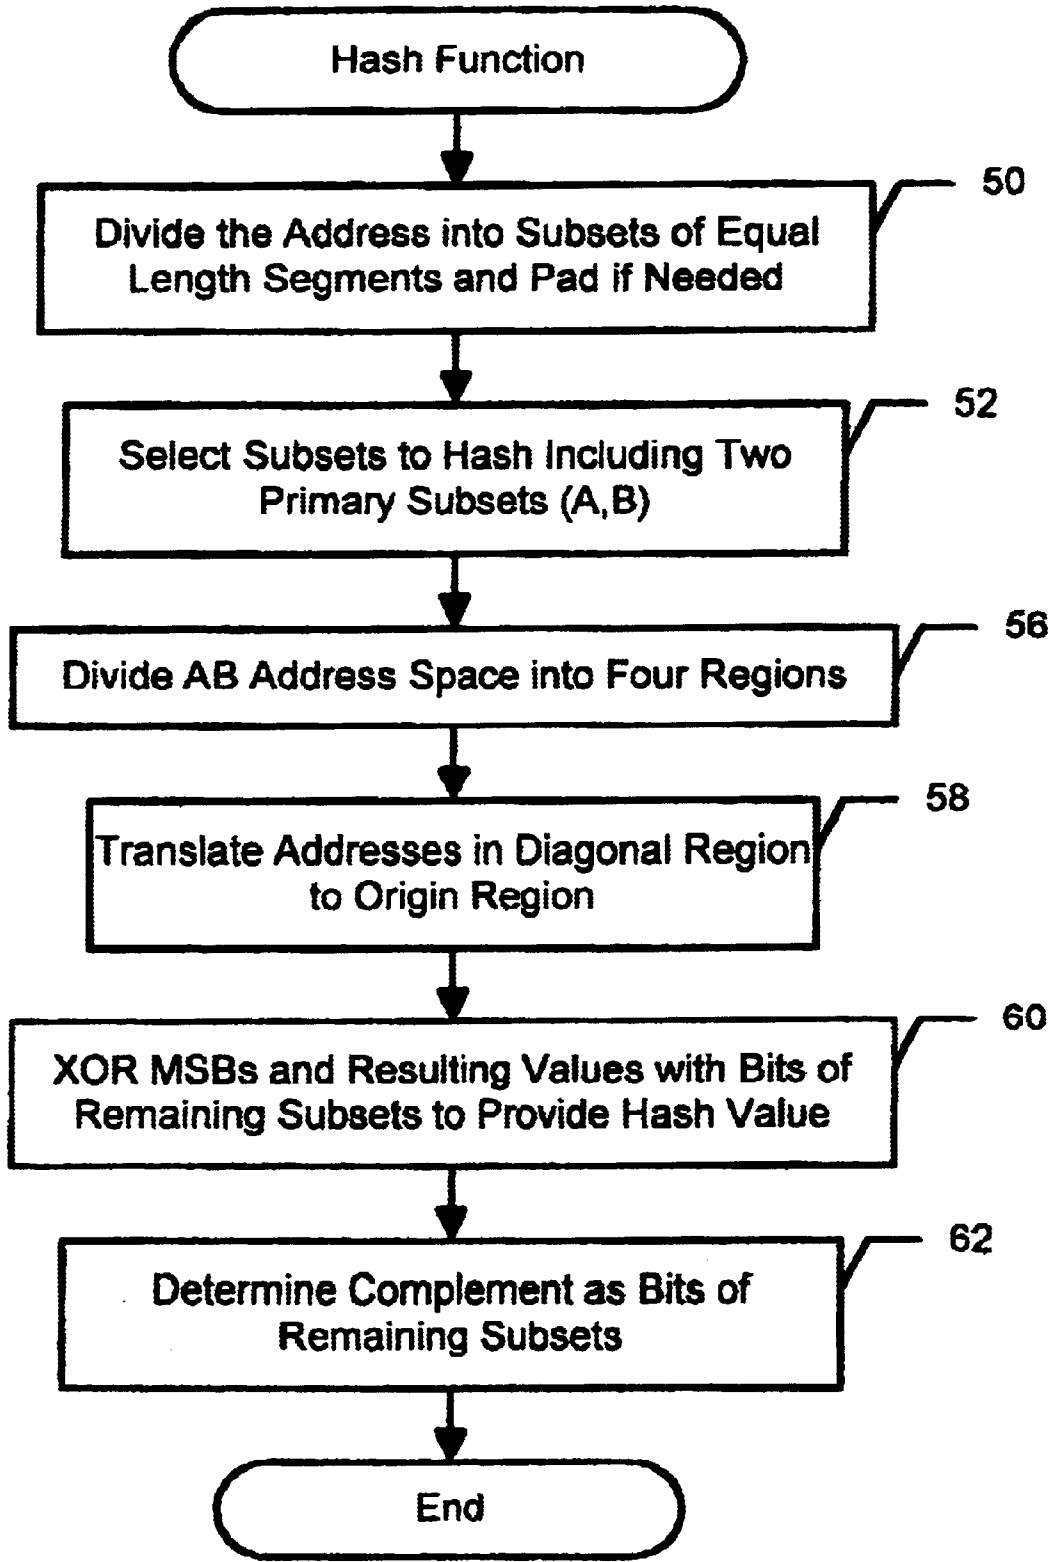 Hash Function
50
Divide the Address into Subsets of Equal
Length Segments and Pad if Needed
52
Select Subsets to Hash Including Two
Primary Subsets (A,B)
56
Divide AB Address Space into Four Regions
58
Translate Addresses in Diagonal Region
to Origin Region
60
XOR MSBs and Resulting Values with Bits of
Remaining Subsets to Provide Hash Value
62
Determine Complement as Bits of
Remaining Subsets
End